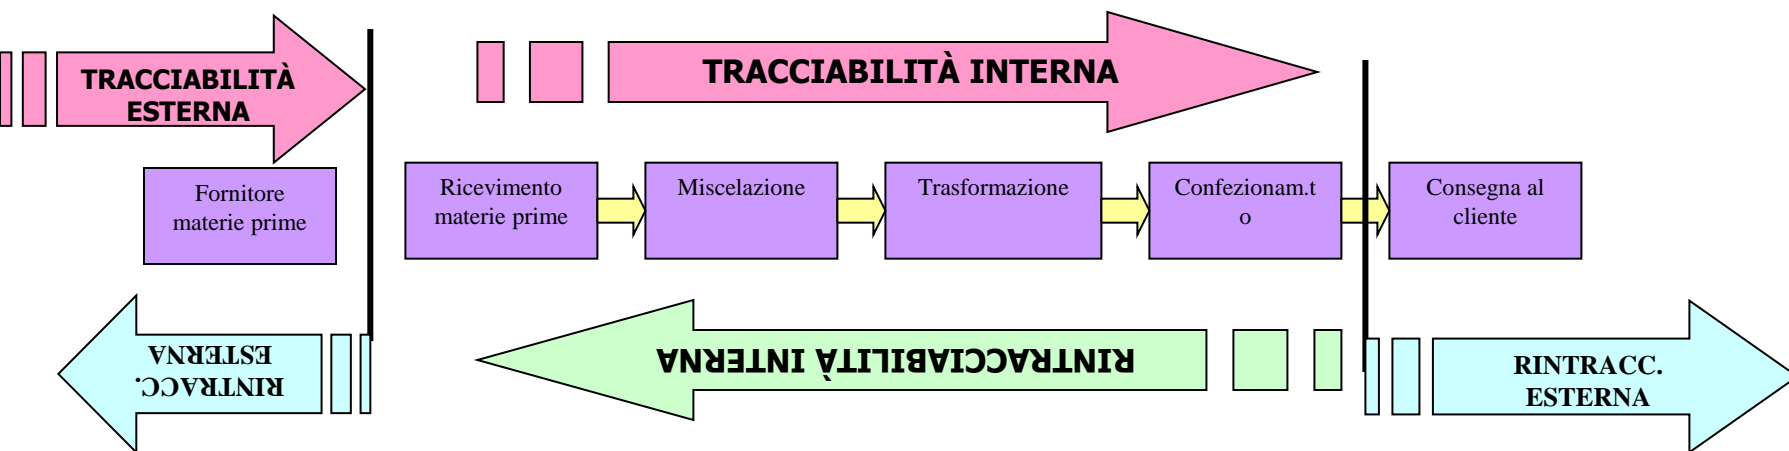 TRACCIABILITÀ
ESTERNA
TRACCIABILITÀ INTERNA
Fornitore
materie prime
Ricevimento
materie prime
Miscelazione
Trasformazione
Confezionam.t
o
Consegna al
cliente
RINTRACC.
ESTERNA
RINTRACCIABILITÀ INTERNA
RINTRACC.
ESTERNA